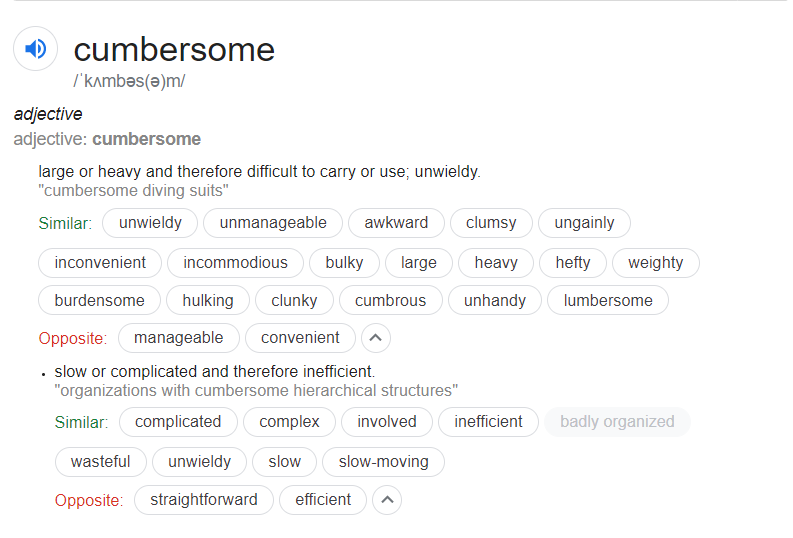 cumbersome
/ˈkʌmbəs(ə)m/
adjective
adjective: cumbersome
large or heavy and therefore difficult to carry or use; unwieldy.
"cumbersome diving suits"
Similar: unwieldy unmanageable awkward clumsy ungainly
inconvenient incommodious bulky large heavy hefty weighty
burdensome hulking clunky cumbrous unhandy lumbersome
Opposite: manageable convenient
• slow or complicated and therefore inefficient.
"organizations with cumbersome hierarchical structures"
Similar: complicated complex involved inefficient badly organized
wasteful unwieldy slow slow-moving
Opposite: straightforward efficient